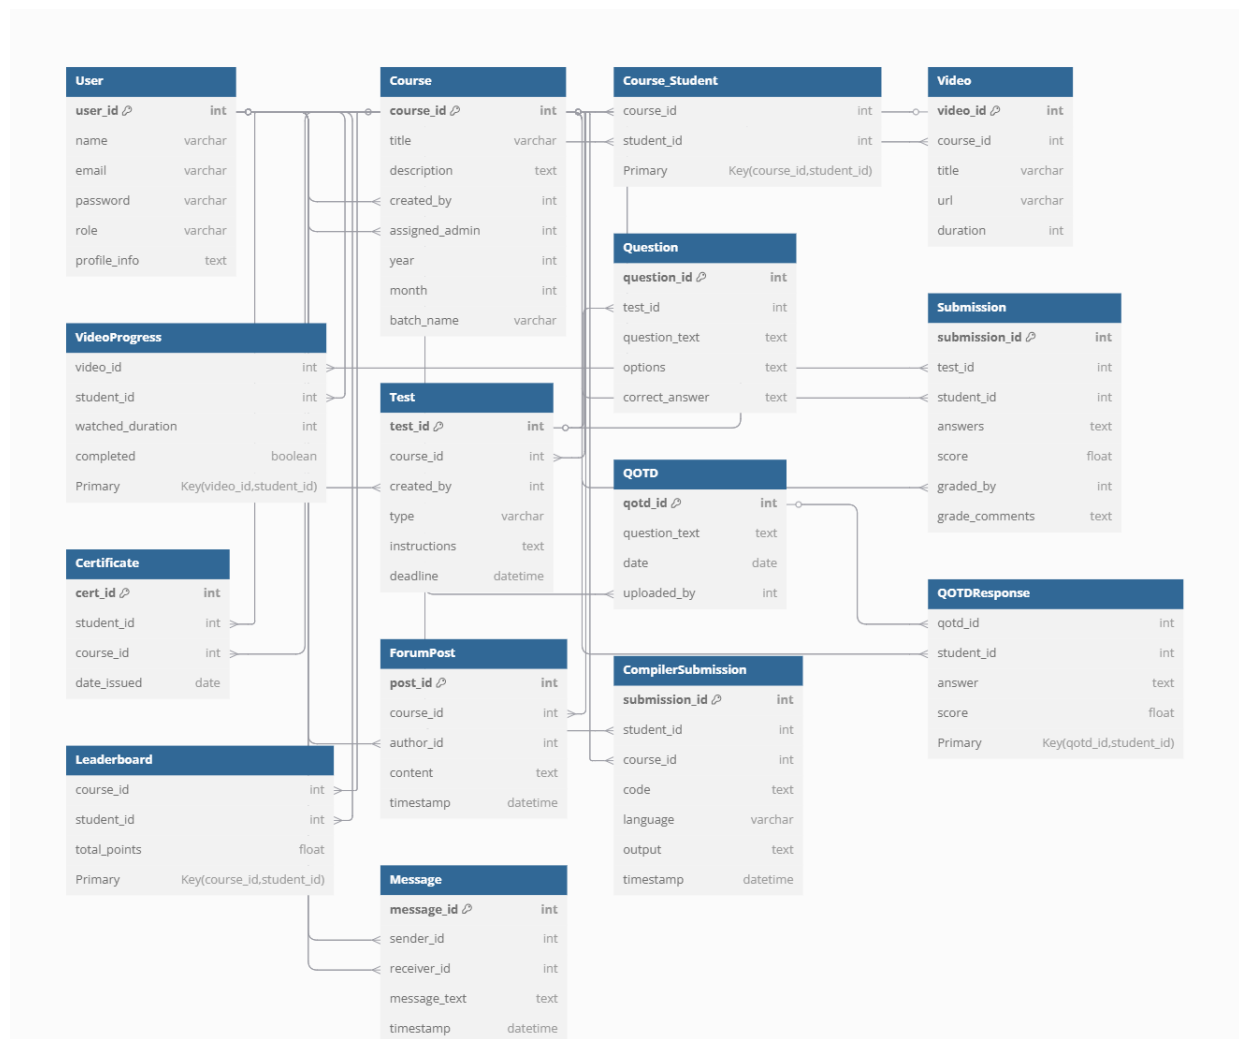 User
user_id int
name varchar
email varchar
password varchar
role varchar
profile_info text
Course
course_id int
title varchar
description text
created_by int
assigned_admin int
year int
month int
batch_name varchar
Course_Student
course_id int
student_id int
Primary Key(course_id,student_id)
Video
video_id int
course_id int
title varchar
url varchar
duration int
Question
question_id int
test_id int
question_text text
options text
correct_answer text
Submission
submission_id int
test_id int
student_id int
answers text
score float
graded_by int
grade_comments text
VideoProgress
video_id int
student_id int
watched_duration int
completed boolean
Primary Key(video_id,student_id)
Test
test_id int
course_id int
created_by int
type varchar
instructions text
deadline datetime
QOTD
qotd_id int
question_text text
date date
uploaded_by int
Certificate
cert_id int
student_id int
course_id int
date_issued date
QOTDResponse
qotd_id int
student_id int
answer text
score float
Primary Key(qotd_id,student_id)
ForumPost
post_id int
course_id int
author_id int
content text
timestamp datetime
CompilerSubmission
submission_id int
student_id int
course_id int
code text
language varchar
output text
timestamp datetime
Leaderboard
course_id int
student_id int
total_points float
Primary Key(course_id,student_id)
Message
message_id int
sender_id int
receiver_id int
message_text text
timestamp datetime